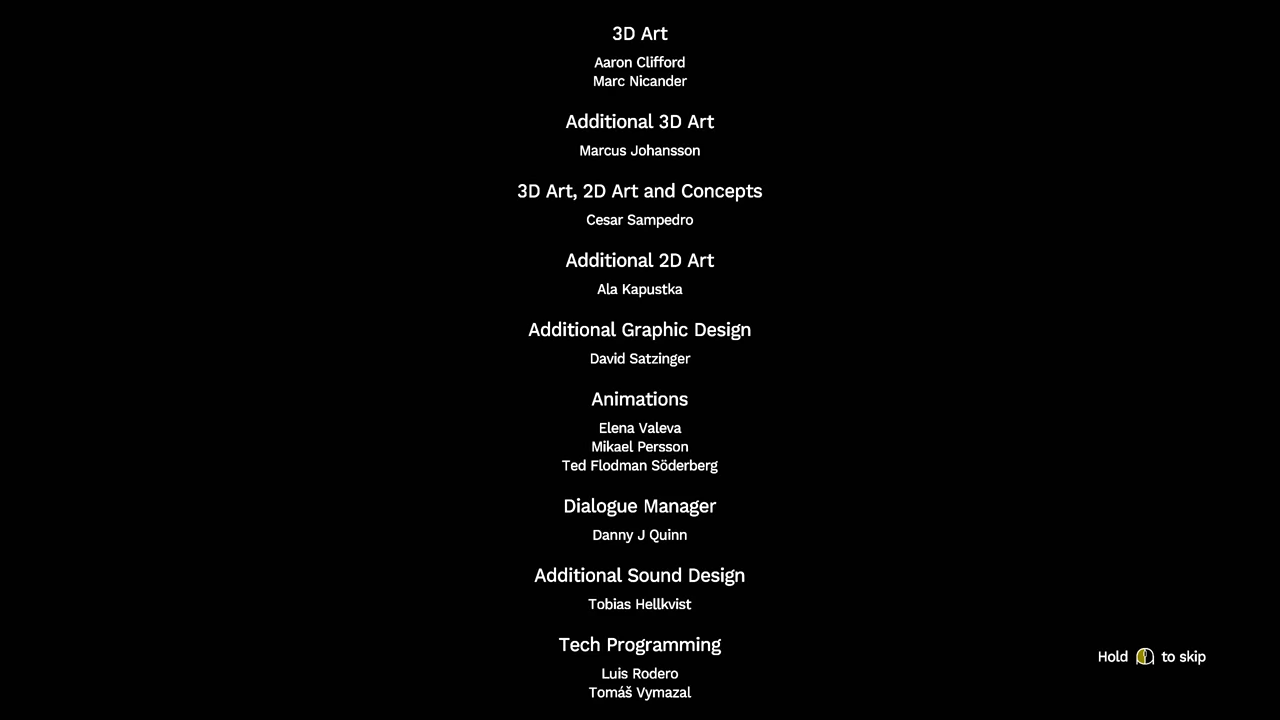 3D Art
Aaron Clifford
Marc Nicander
Additional 3D Art
Marcus Johansson
3D Art, 2D Art and Concepts
Cesar Sampedro
Additional 2D Art
Ala Kapustka
Additional Graphic Design
David Satzinger
Animations
Elena Valeva
Mikael Persson
Ted Flodman Söderberg
Dialogue Manager
Danny J Quinn
Additional Sound Design
Tobias Hellkvist
Tech Programming
Luis Rodero
Tomáš Vymazal
Hold to skip